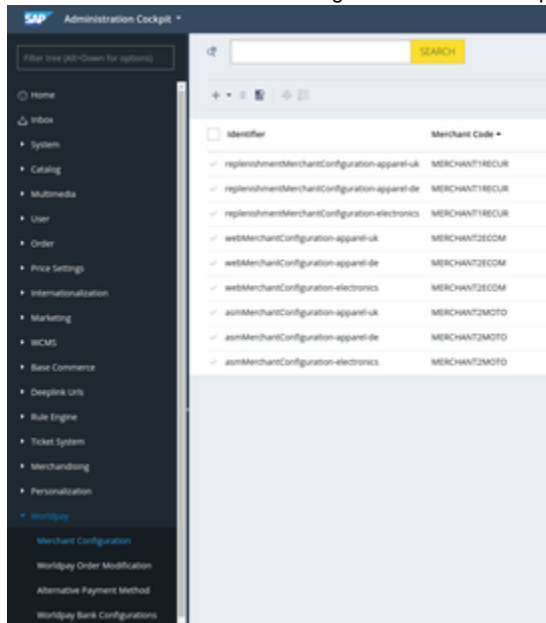 SAP Administration Cockpit
Filter tree (Alt+Down for options)
SEARCH
Home
Inbox
System
Catalog
Multimedia
User
Order
Price Settings
Internationalization
Marketing
WCMS
Base Commerce
Deeplink Urls
Rule Engine
Ticket System
Merchandising
Personalization
Worldpay
Merchant Configuration
Worldpay Order Modification
Alternative Payment Method
Worldpay Bank Configurations
Identifier Merchant Code
replenishmentMerchantConfiguration-apparel-uk MERCHANT1RECUR
replenishmentMerchantConfiguration-apparel-de MERCHANT1RECUR
replenishmentMerchantConfiguration-electronics MERCHANT1RECUR
webMerchantConfiguration-apparel-uk MERCHANT2ECOM
webMerchantConfiguration-apparel-de MERCHANT2ECOM
webMerchantConfiguration-electronics MERCHANT2ECOM
asmMerchantConfiguration-apparel-uk MERCHANT2MOTO
asmMerchantConfiguration-apparel-de MERCHANT2MOTO
asmMerchantConfiguration-electronics MERCHANT2MOTO